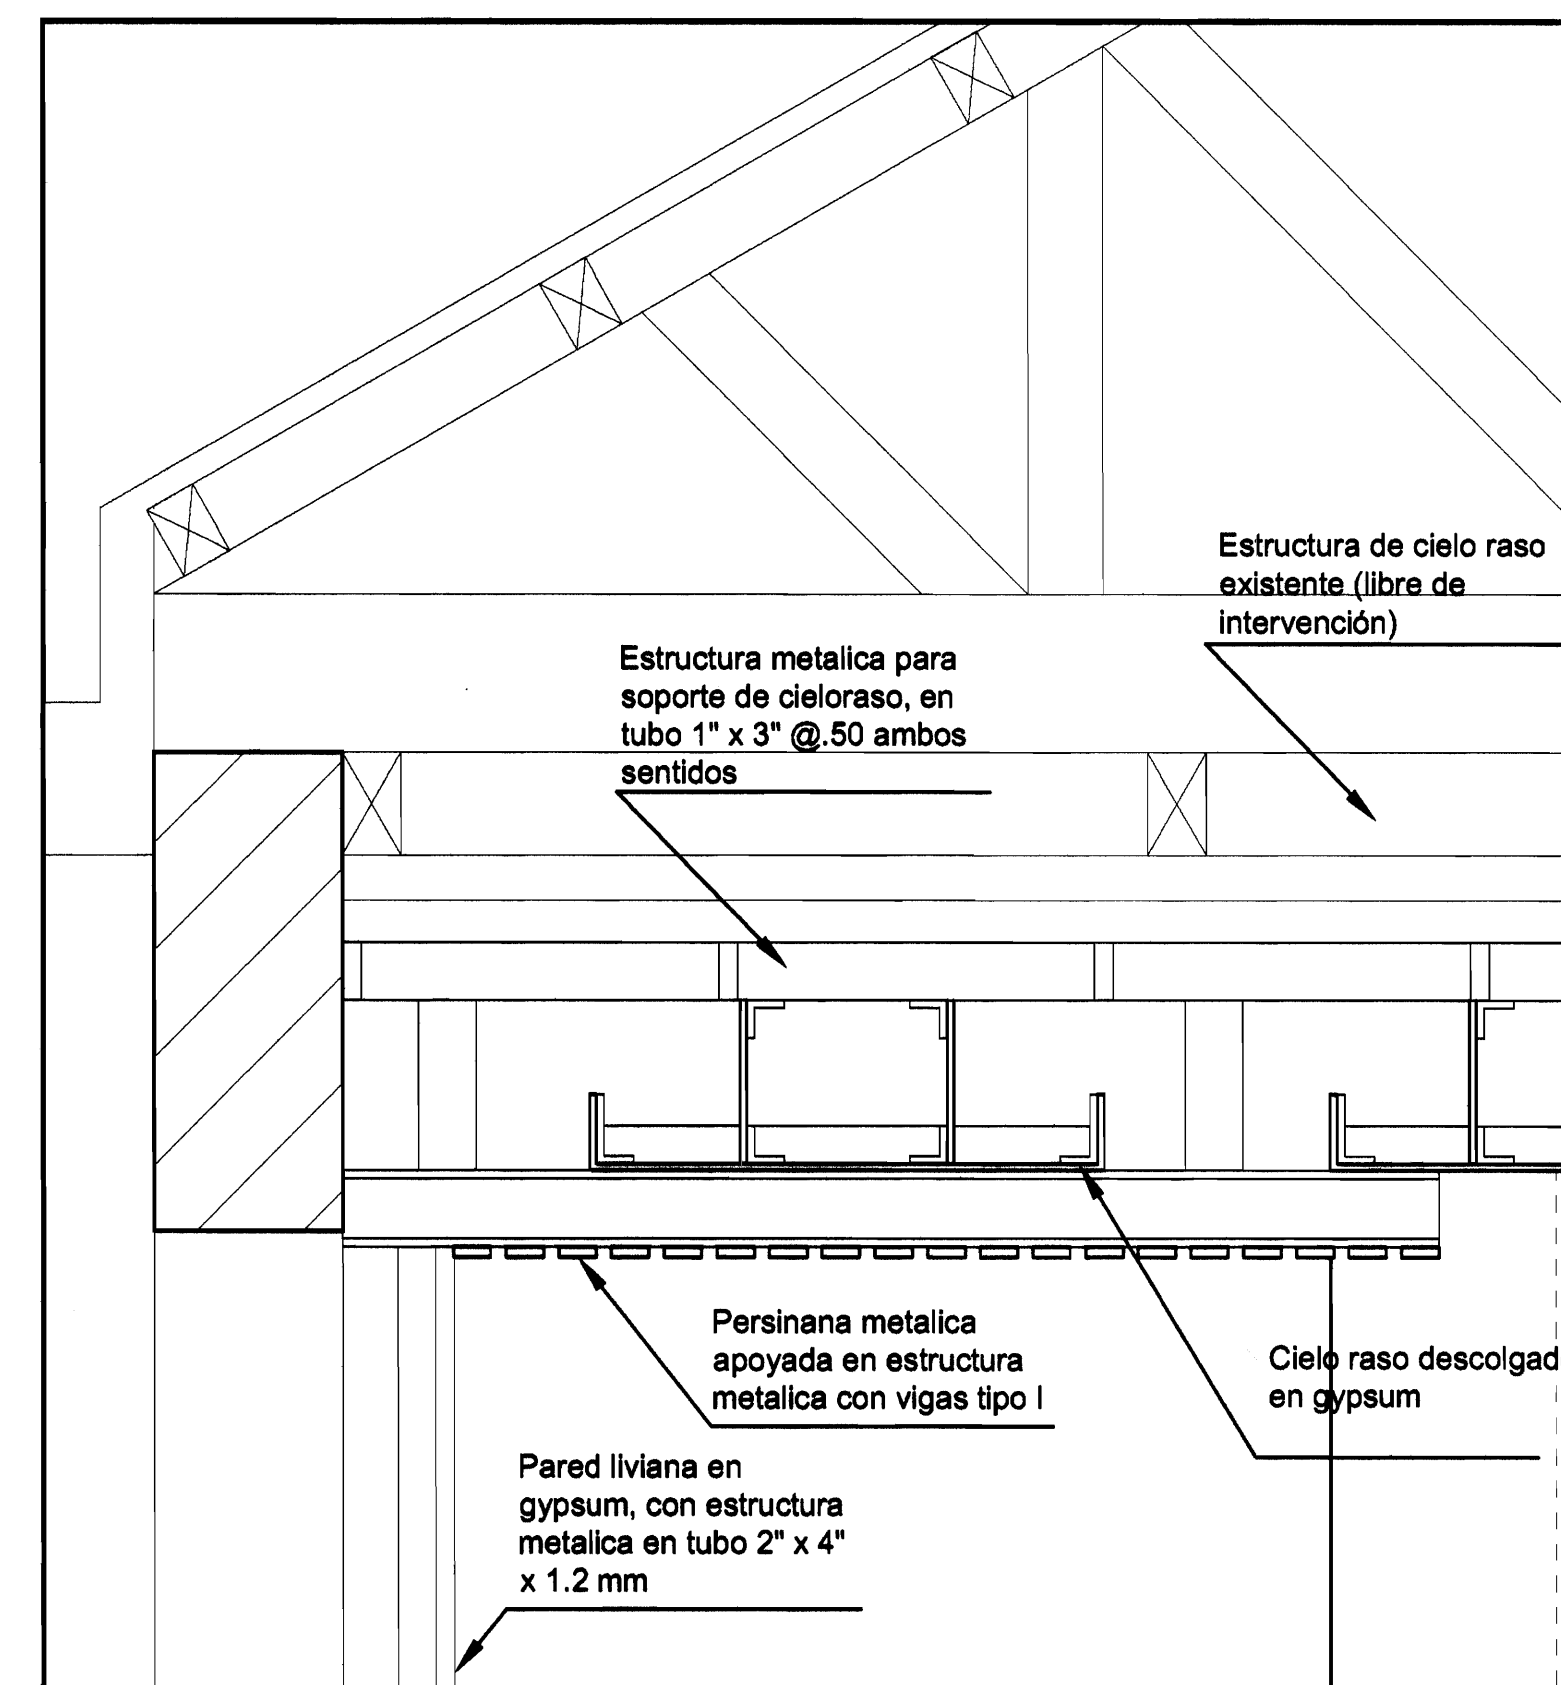 Estructura de cielo raso
existente (libre de
intervención)
Estructura metalica para
soporte de cieloraso, en
tubo 1" x 3" @.50 ambos
sentidos
Persinana metalica
apoyada en estructura
metalica con vigas tipo I
Cielo raso descolgad
en gypsum
Pared liviana en
gypsum, con estructura
metalica en tubo 2" x 4"
x 1.2 mm